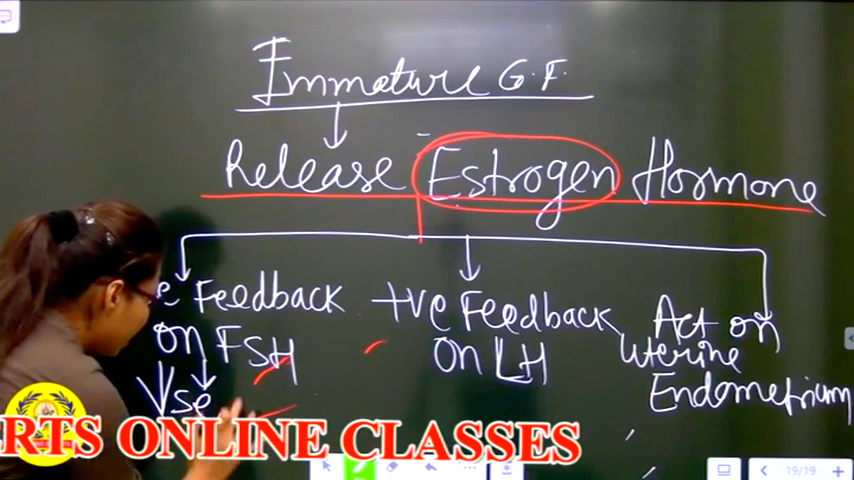 Immature G.F.
Release Estrogen Hormone
e Feedback
on FSH
↓se
+ve Feedback
on LH
Act on
Uterine
Endometrium
RTS ONLINE CLASSES
19/19